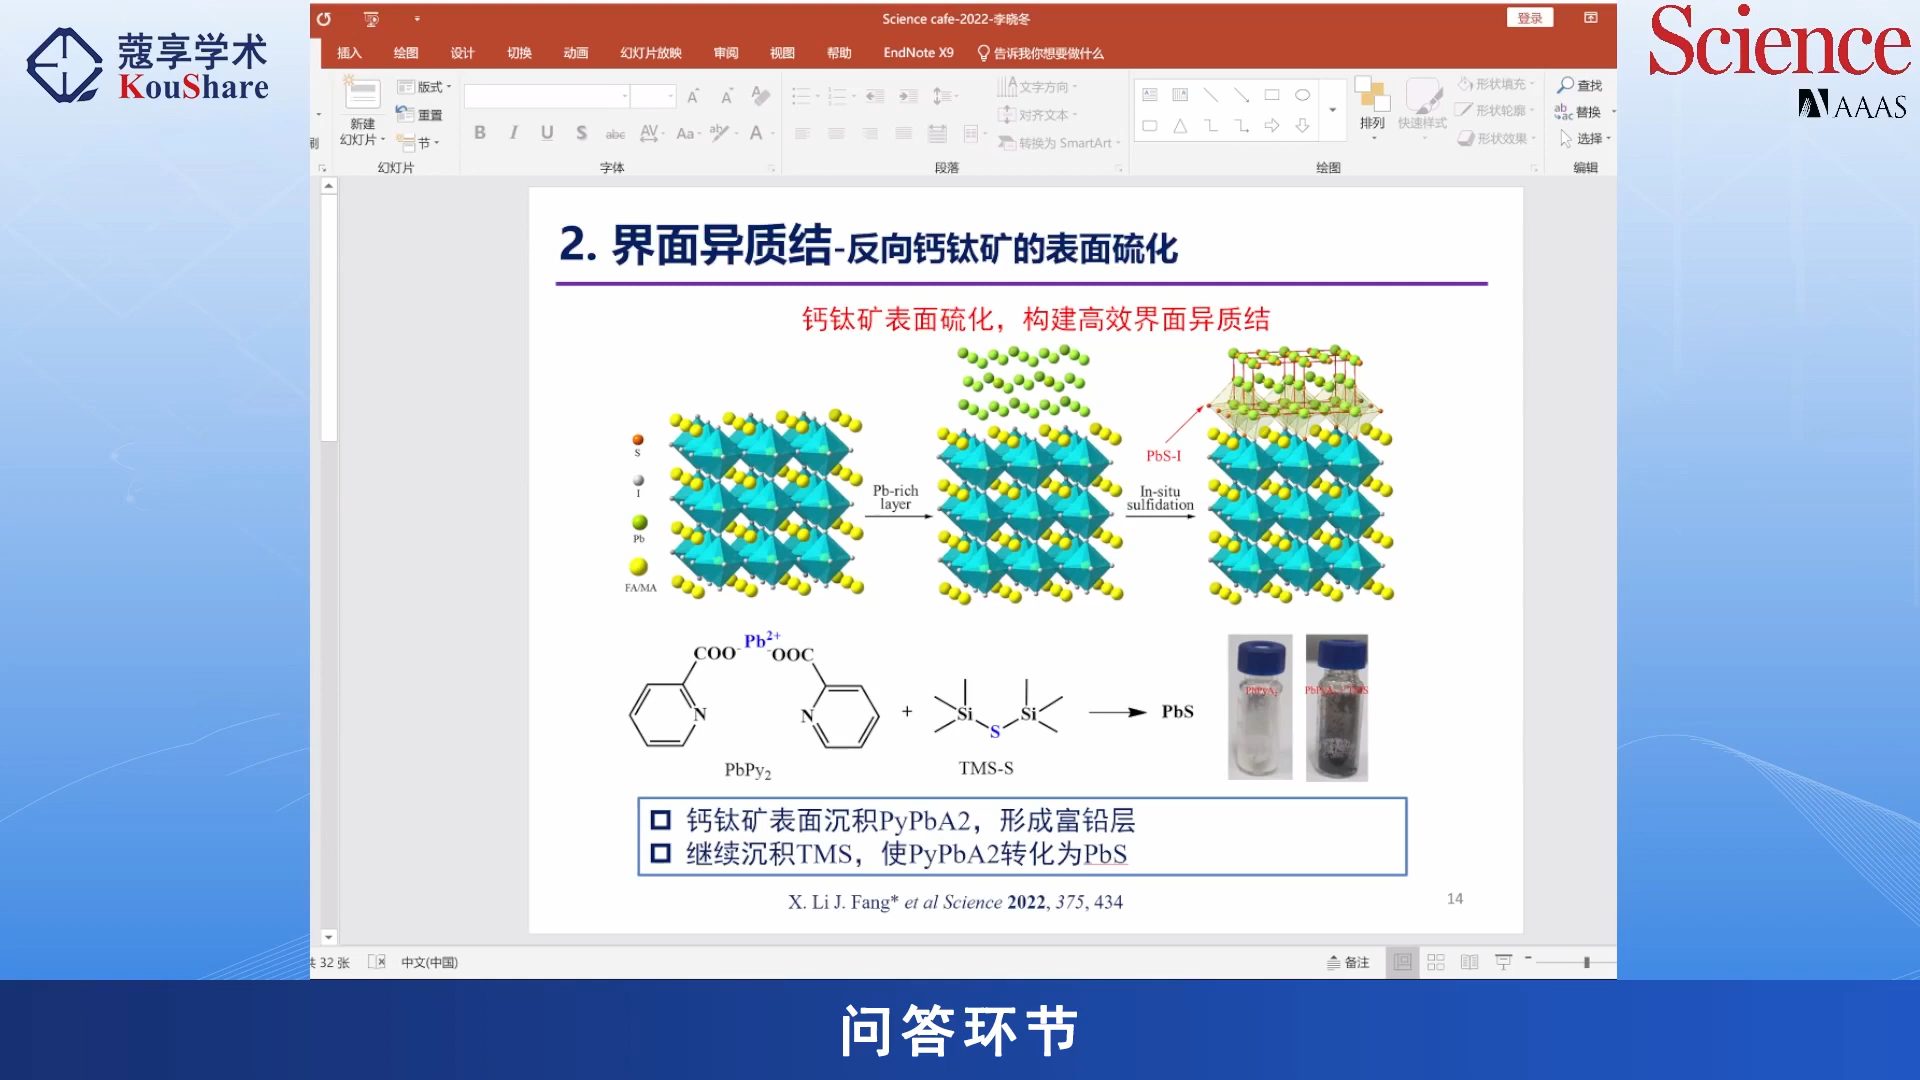 蔻享学术
KouShare
Science
AAAS
Science cafe-2022-李晓冬
登录
插入 绘图 设计 切换 动画 幻灯片放映 审阅 视图 帮助 EndNote X9 告诉我你想要做什么
新建
幻灯片
版式
重置
节
幻灯片
B I U S abc AV Aa A
字体
文字方向
对齐文本
转换为 SmartArt
段落
排列
快速样式
形状填充
形状轮廓
形状效果
绘图
查找
替换
选择
编辑
2. 界面异质结-反向钙钛矿的表面硫化
钙钛矿表面硫化，构建高效界面异质结
S
I
Pb
FA/MA
Pb-rich
layer
In-situ
sulfidation
PbS-I
COO- Pb2+ -OOC
N
N
PbPy2
+
Si S Si
TMS-S
PbS
PbPyA2
钙钛矿表面沉积PyPbA2，形成富铅层
继续沉积TMS，使PyPbA2转化为PbS
X. Li J. Fang* et al Science 2022, 375, 434
14
共 32 张 中文(中国)
备注
问答环节